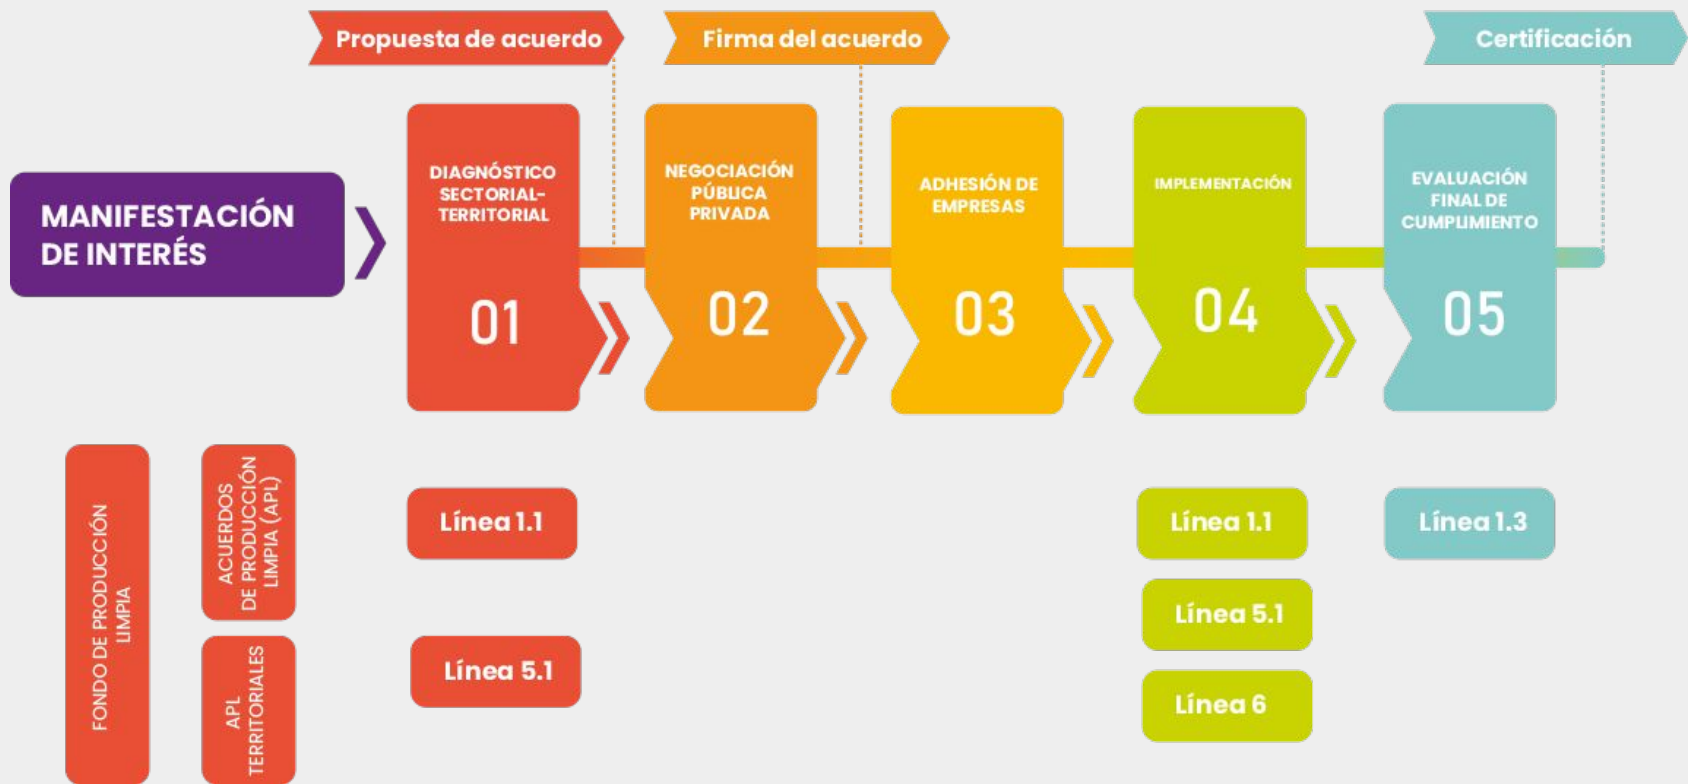 Propuesta de acuerdo
Firma del acuerdo
Certificación
MANIFESTACIÓN
DE INTERÉS
DIAGNÓSTICO
SECTORIAL-
TERRITORIAL
01
NEGOCIACIÓN
PÚBLICA
PRIVADA
02
ADHESIÓN DE
EMPRESAS
03
IMPLEMENTACIÓN
04
EVALUACIÓN
FINAL DE
CUMPLIMIENTO
05
FONDO DE PRODUCCIÓN
LIMPIA
ACUERDOS
DE PRODUCCIÓN
LIMPIA (APL)
Línea 1.1
Línea 1.1
Línea 1.3
Línea 5.1
APL
TERRITORIALES
Línea 5.1
Línea 6